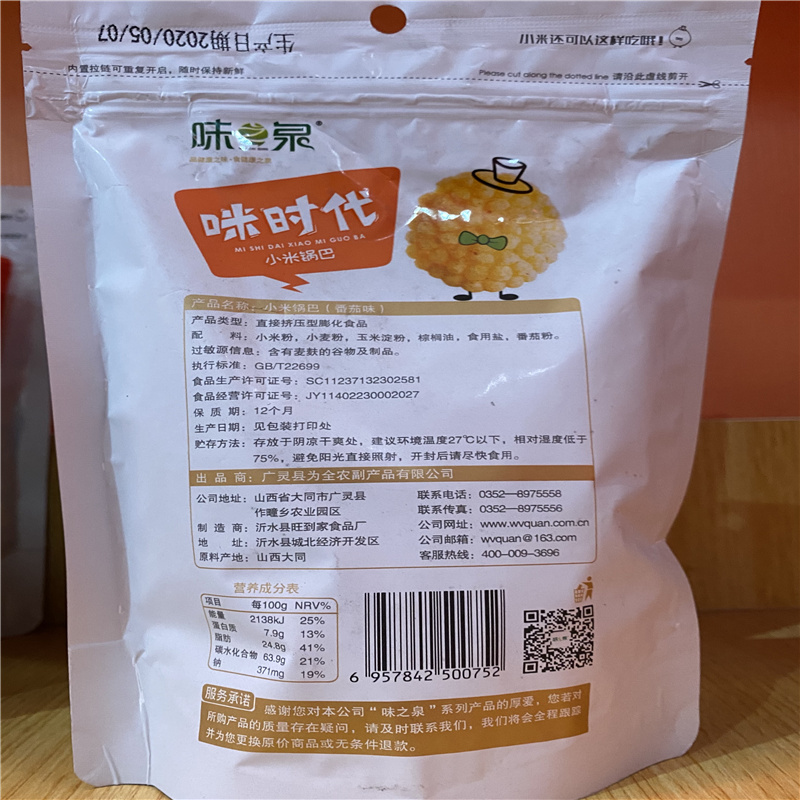 生产日期2020/05/07
小米还可以这样吃哦!
内置拉链可重复开启,随时保持新鲜
Please cut along the dotted line 请沿此虚线剪开
味之泉®
咪时代
MI SHI DAI XIAO MI GUO BA
小米锅巴
产品名称:小米锅巴(番茄味)
产品类型:直接挤压型膨化食品
配 料:小米粉,小麦粉,玉米淀粉,棕榈油,食用盐,番茄粉。
过敏源信息:含有麦麸的谷物及制品。
执行标准:GB/T22699
食品生产许可证号:SC11237132302581
食品经营许可证号:JY11402230002027
保 质 期:12个月
生产日期:见包装打印处
贮存方法:存放于阴凉干爽处,建议环境温度27℃以下,相对湿度低于
75%,避免阳光直接照射,开封后请尽快食用。
出 品 商:广灵县为全农副产品有限公司
公司地址:山西省大同市广灵县
作疃乡农业园区
制 造 商:沂水县旺到家食品厂
地 址:沂水县城北经济开发区
原料产地:山西大同
联系电话:0352—8975558
联系传真:0352—8975556
公司网址:www.wvquan.com.cn
公司邮箱:wvquan@163.com
客服热线:400-009-3696
营养成分表
项目 每100g NRV%
能量 2138kJ 25%
蛋白质 7.9g 13%
脂肪 24.8g 41%
碳水化合物 63.9g 21%
钠 371mg 19%
6 957842 500752
服务承诺 感谢您对本公司“味之泉”系列产品的厚爱,您若对
所购产品的质量存在疑问,请及时联系我们,我们将会全程跟踪
并为您更换原价商品或无条件退款。